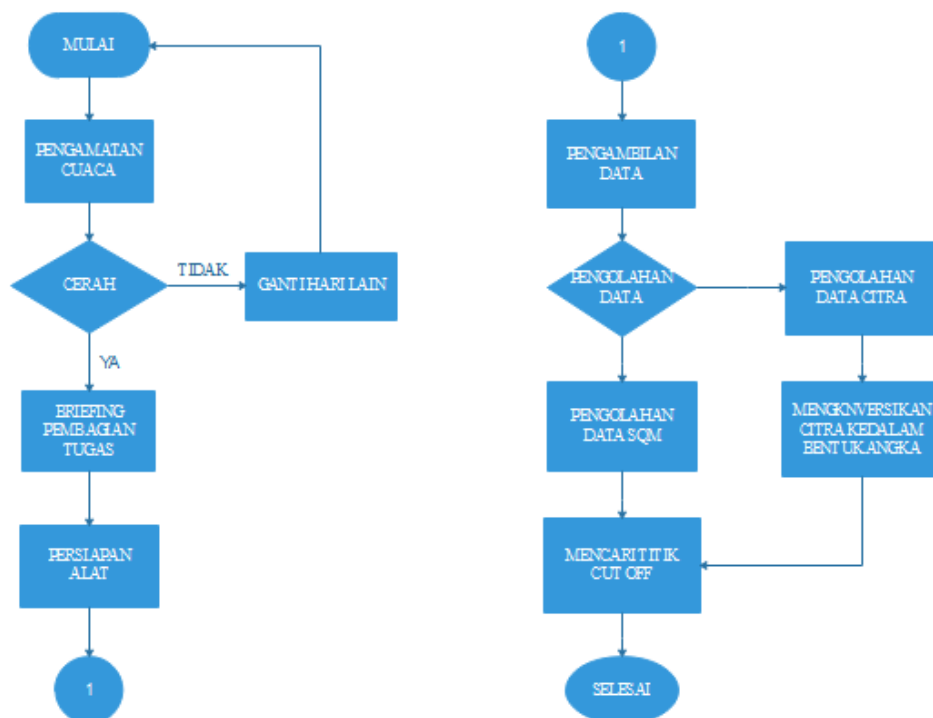 MULAI
PENGAMATAN
CUACA
CERAH
TIDAK
GANTI HARI LAIN
YA
BRIEFING
PEMBAGIAN
TUGAS
PERSIAPAN
ALAT
1
1
PENGAMBILAN
DATA
PENGOLAHAN
DATA
PENGOLAHAN
DATA CITRA
PENGOLAHAN
DATA SQM
MENGKNVERSIKAN
CITRA KEDALAM
BENTUK ANGKA
MENCARI TITIK
CUT OFF
SELESAI